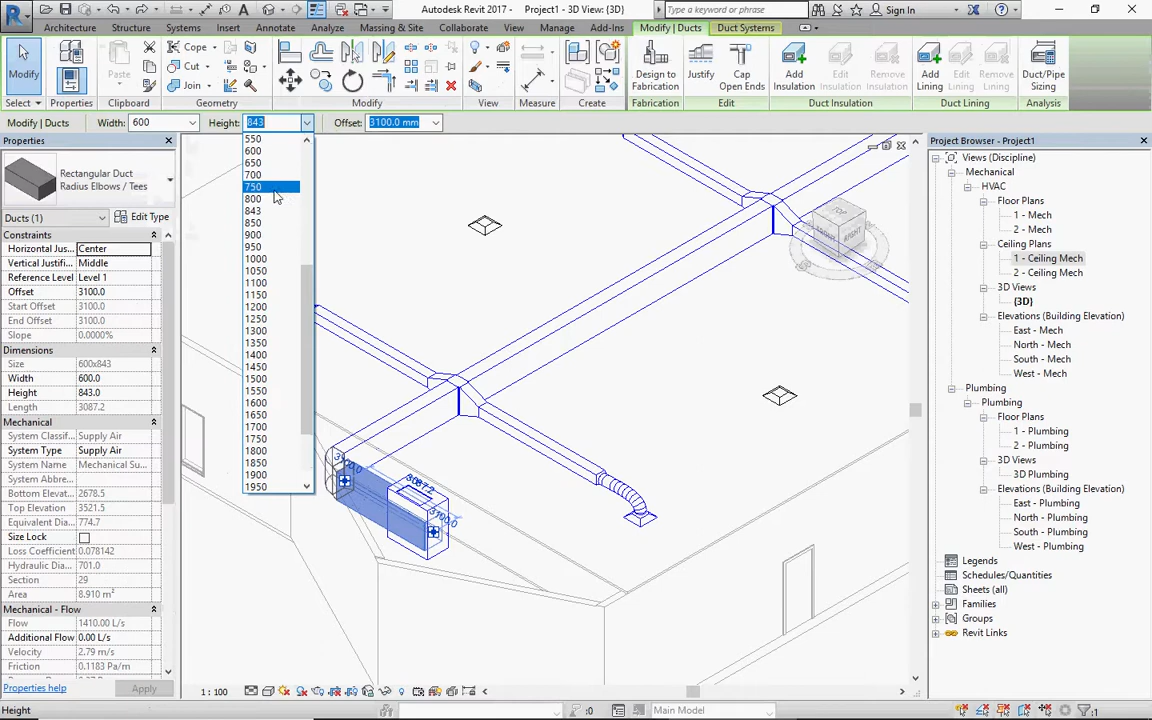 Autodesk Revit 2017 - Project1 - 3D View: {3D}
Type a keyword or phrase
Sign In
Architecture Structure Systems Insert Annotate Analyze Massing & Site Collaborate View Manage Add-Ins Modify | Ducts Duct Systems
Modify
Properties
Paste
Cope
Cut
Join
Design to Fabrication
Justify
Cap Open Ends
Add Insulation
Edit Insulation
Remove Insulation
Add Lining
Edit Lining
Remove Lining
Duct/Pipe Sizing
Select Properties Clipboard Geometry Modify View Measure Create Fabrication Edit Duct Insulation Duct Lining Analysis
Modify | Ducts Width: 600 Height: 843 Offset: 3100.0 mm
Properties
Rectangular Duct
Radius Elbows / Tees
Ducts (1) Edit Type
Constraints
Horizontal Jus... Center
Vertical Justifi... Middle
Reference Level Level 1
Offset 3100.0
Start Offset 3100.0
End Offset 3100.0
Slope 0.0000%
Dimensions
Size 600x843
Width 600.0
Height 843.0
Length 3087.2
Mechanical
System Classif... Supply Air
System Type Supply Air
System Name Mechanical Su...
Bottom Elevat... 2678.5
Top Elevation 3521.5
Equivalent Dia... 774.7
Size Lock
Loss Coefficient 0.078142
Hydraulic Dia... 701.0
Section 29
Area 8.910 m²
Mechanical - Flow
Flow 1410.00 L/s
Additional Flow 0.00 L/s
Velocity 2.79 m/s
Friction 0.1183 Pa/m
Properties help Apply
550
600
650
700
750
800
843
850
900
950
1000
1050
1100
1150
1200
1250
1300
1350
1400
1450
1500
1550
1600
1650
1700
1750
1800
1850
1900
1950
TOP
FRONT
RIGHT
3087.2
3100.0
Project Browser - Project1
Views (Discipline)
Mechanical
HVAC
Floor Plans
1 - Mech
2 - Mech
Ceiling Plans
1 - Ceiling Mech
2 - Ceiling Mech
3D Views
{3D}
Elevations (Building Elevation)
East - Mech
North - Mech
South - Mech
West - Mech
Plumbing
Plumbing
Floor Plans
1 - Plumbing
2 - Plumbing
3D Views
3D Plumbing
Elevations (Building Elevation)
East - Plumbing
North - Plumbing
South - Plumbing
West - Plumbing
Legends
Schedules/Quantities
Sheets (all)
Families
Groups
Revit Links
1 : 100
Height
:0
Main Model
:1